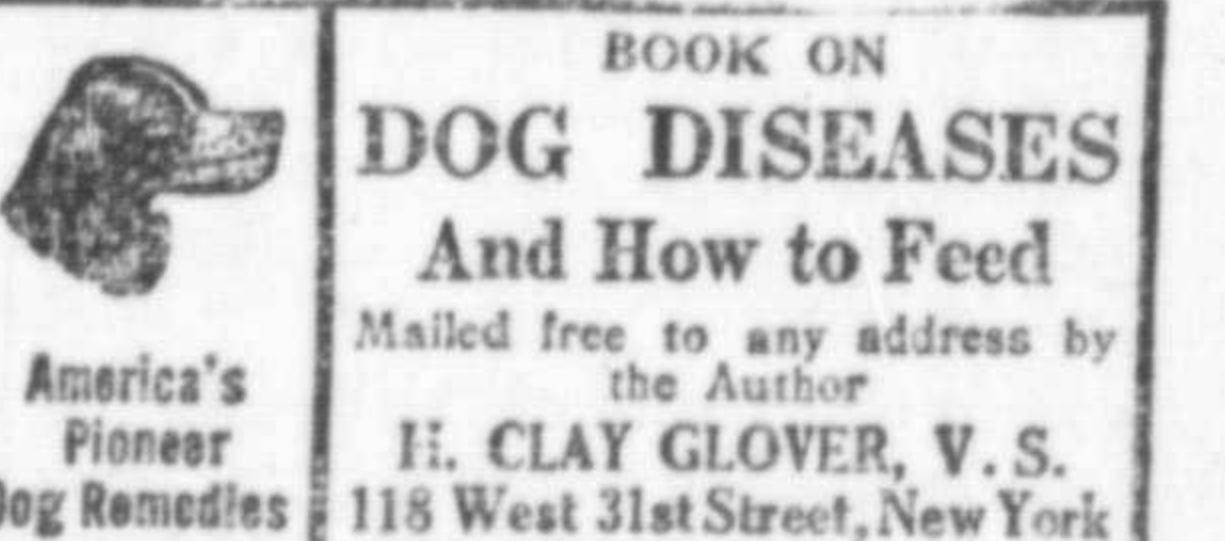 America's
Pioneer
Dog Remedies
BOOK ON
DOG DISEASES
And How to Feed
Mailed free to any address by
the Author
H. CLAY GLOVER, V. S.
118 West 31st Street, New York